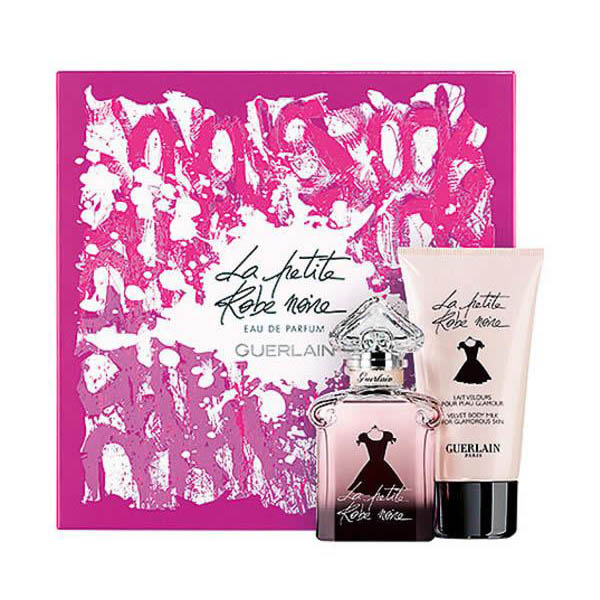 La petite
Robe noire
EAU DE PARFUM
GUERLAIN
Guerlain
La petite
Robe noire
La petite
Robe noire
LAIT VELOURS
POUR PEAU GLAMOUR
VELVET BODY MILK
FOR GLAMOROUS SKIN
GUERLAIN
PARIS